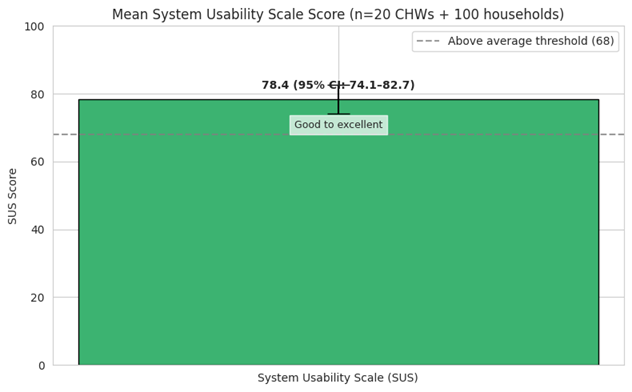 Mean System Usability Scale Score (n=20 CHWs + 100 households)
100
80
60
40
20
0
SUS Score
Above average threshold (68)
78.4 (95% CI: 74.1–82.7)
Good to excellent
System Usability Scale (SUS)